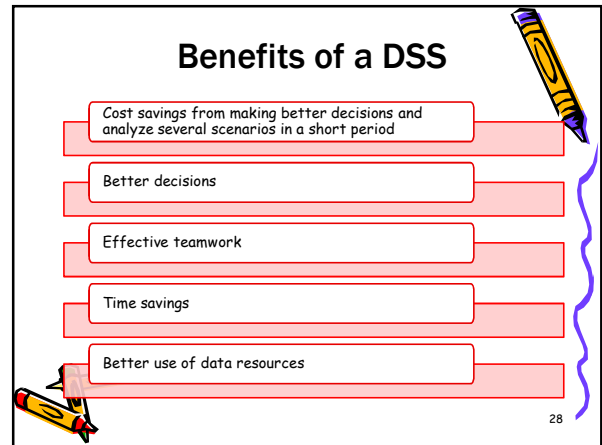 Benefits of a DSS
Cost savings from making better decisions and
analyze several scenarios in a short period
Better decisions
Effective teamwork
Time savings
Better use of data resources
28